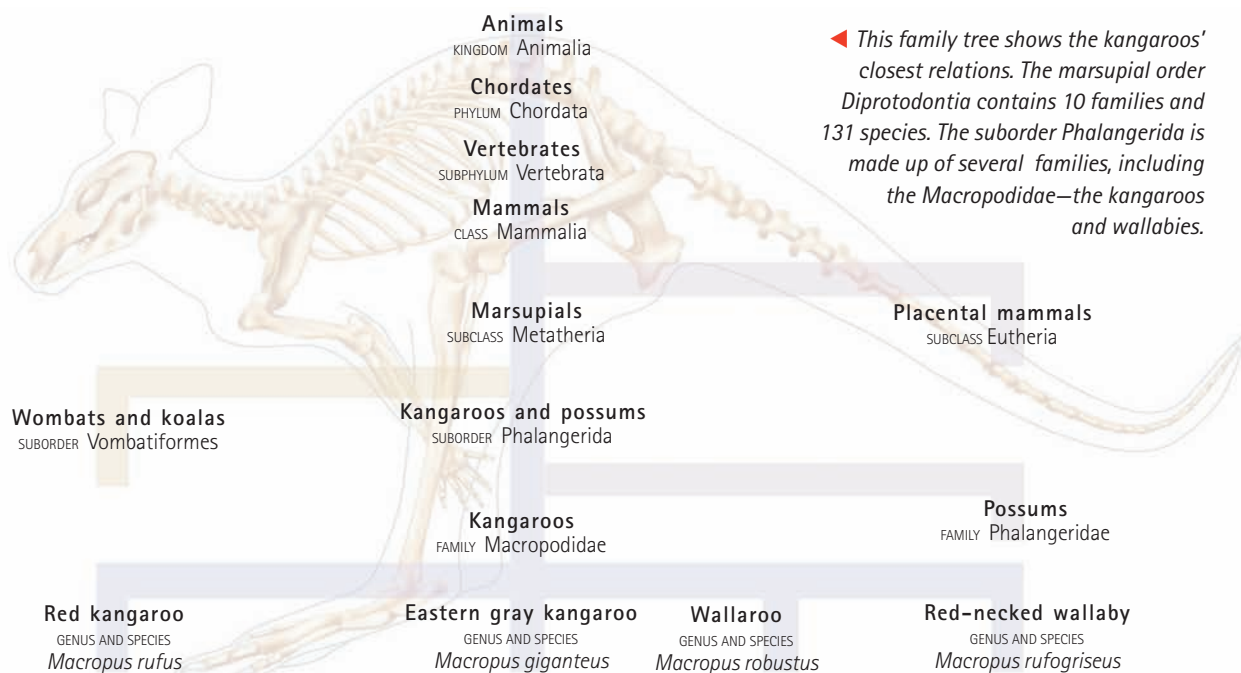 Animals
KINGDOM Animalia
◀ This family tree shows the kangaroos'
closest relations. The marsupial order
Diprotodontia contains 10 families and
131 species. The suborder Phalangerida is
made up of several families, including
the Macropodidae—the kangaroos
and wallabies.
Chordates
PHYLUM Chordata
Vertebrates
SUBPHYLUM Vertebrata
Mammals
CLASS Mammalia
Marsupials
SUBCLASS Metatheria
Placental mammals
SUBCLASS Eutheria
Wombats and koalas
SUBORDER Vombatiformes
Kangaroos and possums
SUBORDER Phalangerida
Kangaroos
FAMILY Macropodidae
Possums
FAMILY Phalangeridae
Red kangaroo
GENUS AND SPECIES
Macropus rufus
Eastern gray kangaroo
GENUS AND SPECIES
Macropus giganteus
Wallaroo
GENUS AND SPECIES
Macropus robustus
Red-necked wallaby
GENUS AND SPECIES
Macropus rufogriseus